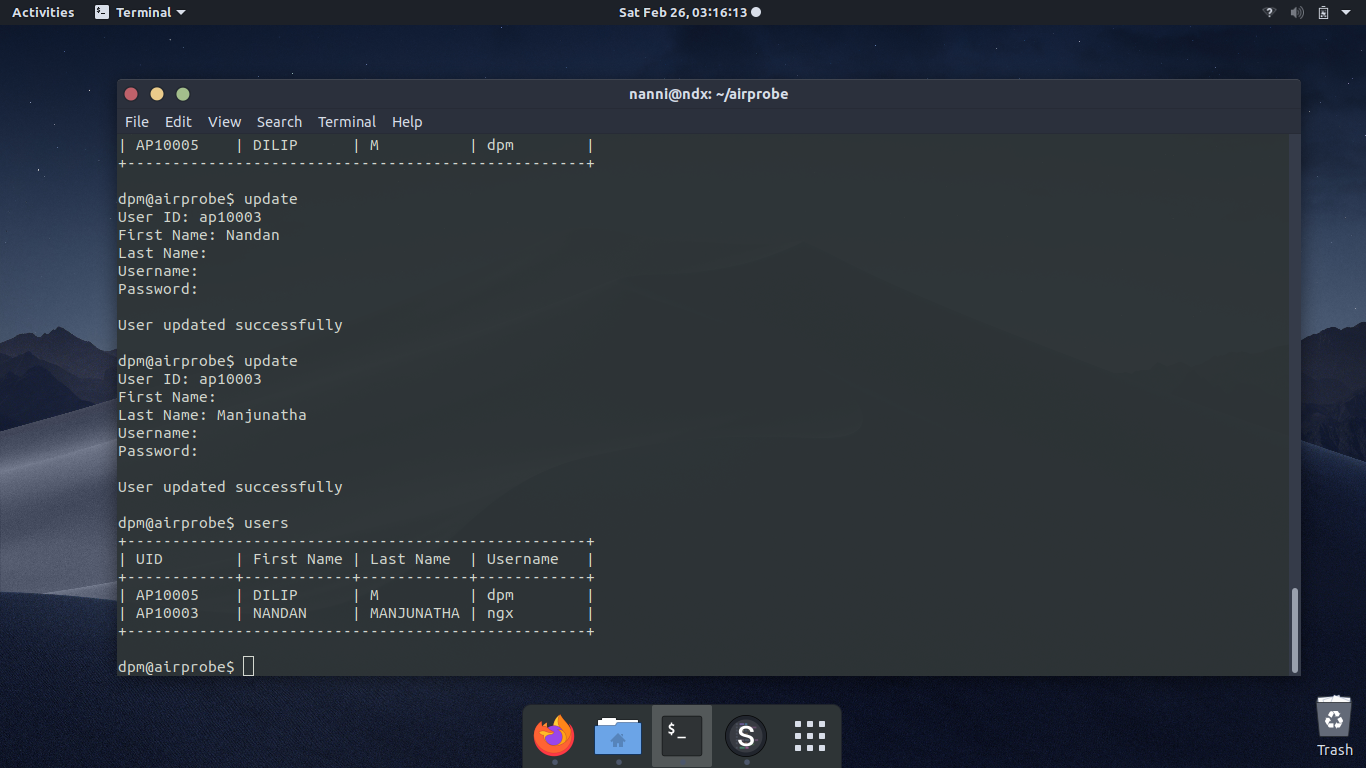 Activities Terminal Sat Feb 26, 03:16:13
nanni@ndx: ~/airprobe
File Edit View Search Terminal Help
| AP10005    | DILIP      | M          | dpm        |
+---------------------------------------------------+
dpm@airprobe$ update
User ID: ap10003
First Name: Nandan
Last Name:
Username:
Password:
User updated successfully
dpm@airprobe$ update
User ID: ap10003
First Name:
Last Name: Manjunatha
Username:
Password:
User updated successfully
dpm@airprobe$ users
+---------------------------------------------------+
| UID        | First Name | Last Name  | Username   |
+------------+------------+------------+------------+
| AP10005    | DILIP      | M          | dpm        |
| AP10003    | NANDAN     | MANJUNATHA | ngx        |
+---------------------------------------------------+
dpm@airprobe$
$_
S
Trash